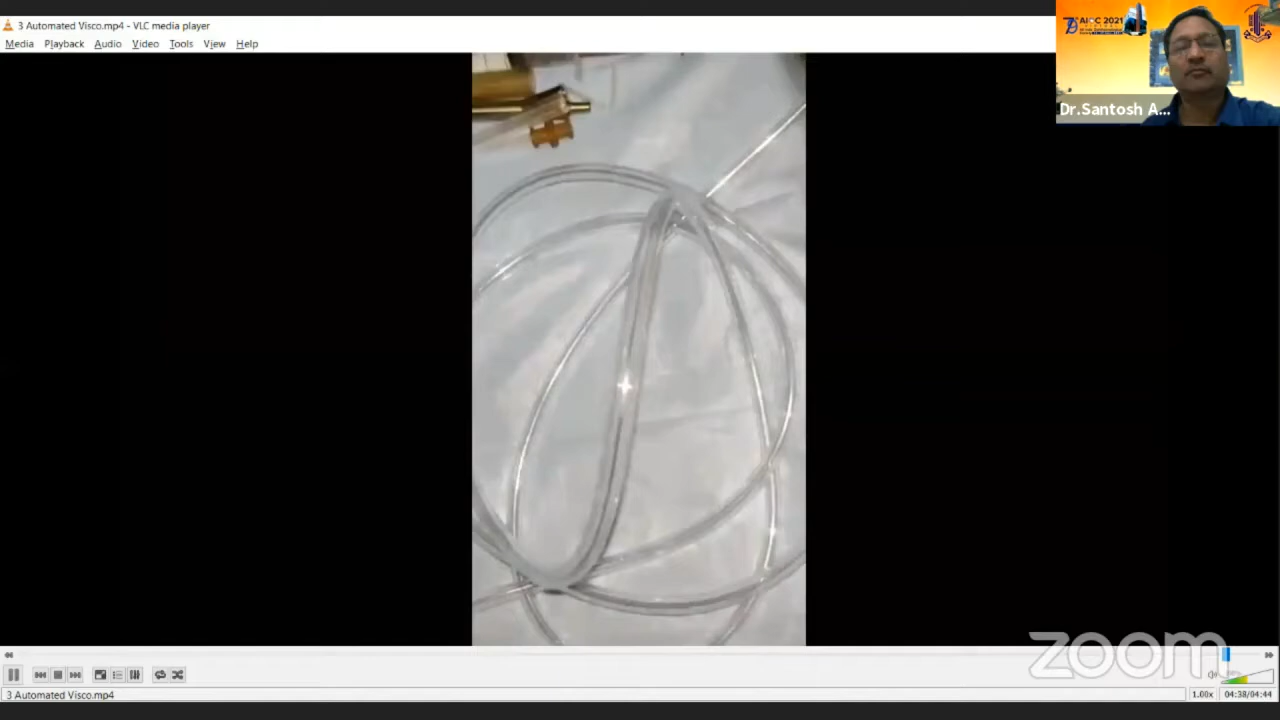 3 Automated Visco.mp4 - VLC media player
Media Playback Audio Video Tools View Help
AIOC 2021
Dr.Santosh A...
zoom
3 Automated Visco.mp4
1.00x 04:38/04:44